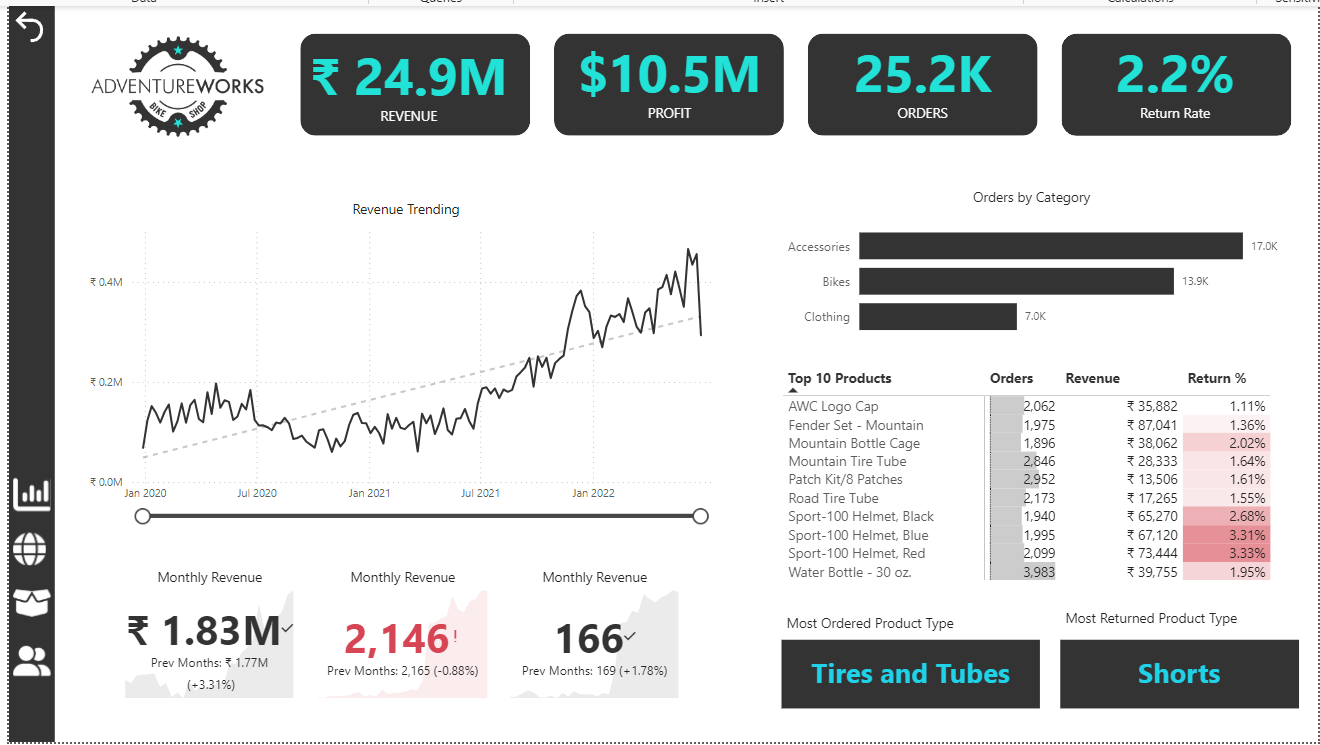 Data
Queries
Insert
Calculations
ADVENTUREWORKS
BIKE SHOP
₹ 24.9M
REVENUE
$10.5M
PROFIT
25.2K
ORDERS
2.2%
Return Rate
Revenue Trending
₹ 0.4M
₹ 0.2M
₹ 0.0M
Jan 2020
Jul 2020
Jan 2021
Jul 2021
Jan 2022
Orders by Category
Accessories 17.0K
Bikes 13.9K
Clothing 7.0K
Top 10 Products Orders Revenue Return %
AWC Logo Cap 2,062 ₹ 35,882 1.11%
Fender Set - Mountain 1,975 ₹ 87,041 1.36%
Mountain Bottle Cage 1,896 ₹ 38,062 2.02%
Mountain Tire Tube 2,846 ₹ 28,333 1.64%
Patch Kit/8 Patches 2,952 ₹ 13,506 1.61%
Road Tire Tube 2,173 ₹ 17,265 1.55%
Sport-100 Helmet, Black 1,940 ₹ 65,270 2.68%
Sport-100 Helmet, Blue 1,995 ₹ 67,120 3.31%
Sport-100 Helmet, Red 2,099 ₹ 73,444 3.33%
Water Bottle - 30 oz. 3,983 ₹ 39,755 1.95%
Monthly Revenue
₹ 1.83M
Prev Months: ₹ 1.77M
(+3.31%)
Monthly Revenue
2,146!
Prev Months: 2,165 (-0.88%)
Monthly Revenue
166
Prev Months: 169 (+1.78%)
Most Ordered Product Type
Tires and Tubes
Most Returned Product Type
Shorts